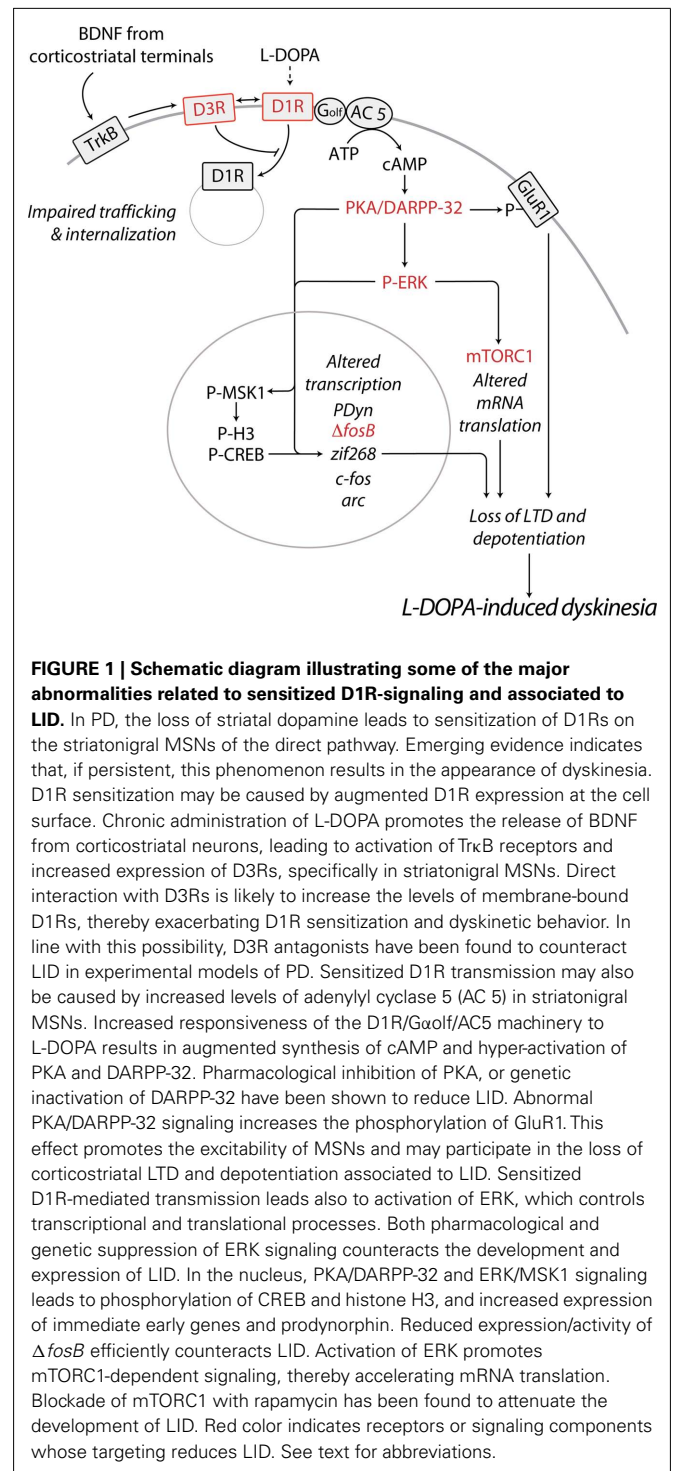 BDNF from
corticostriatal terminals
L-DOPA
TrkB
D3R
D1R
Golf
AC 5
ATP
cAMP
D1R
Impaired trafficking
& internalization
PKA/DARPP-32
P-
GluR1
P-ERK
mTORC1
Altered
mRNA
translation
Altered
transcription
P-MSK1
PDyn
P-H3
ΔfosB
P-CREB
zif268
c-fos
arc
Loss of LTD and
depotentiation
L-DOPA-induced dyskinesia
FIGURE 1 | Schematic diagram illustrating some of the major
abnormalities related to sensitized D1R-signaling and associated to
LID. In PD, the loss of striatal dopamine leads to sensitization of D1Rs on
the striatonigral MSNs of the direct pathway. Emerging evidence indicates
that, if persistent, this phenomenon results in the appearance of dyskinesia.
D1R sensitization may be caused by augmented D1R expression at the cell
surface. Chronic administration of L-DOPA promotes the release of BDNF
from corticostriatal neurons, leading to activation of TrκB receptors and
increased expression of D3Rs, specifically in striatonigral MSNs. Direct
interaction with D3Rs is likely to increase the levels of membrane-bound
D1Rs, thereby exacerbating D1R sensitization and dyskinetic behavior. In
line with this possibility, D3R antagonists have been found to counteract
LID in experimental models of PD. Sensitized D1R transmission may also
be caused by increased levels of adenylyl cyclase 5 (AC 5) in striatonigral
MSNs. Increased responsiveness of the D1R/Gαolf/AC5 machinery to
L-DOPA results in augmented synthesis of cAMP and hyper-activation of
PKA and DARPP-32. Pharmacological inhibition of PKA, or genetic
inactivation of DARPP-32 have been shown to reduce LID. Abnormal
PKA/DARPP-32 signaling increases the phosphorylation of GluR1. This
effect promotes the excitability of MSNs and may participate in the loss of
corticostriatal LTD and depotentiation associated to LID. Sensitized
D1R-mediated transmission leads also to activation of ERK, which controls
transcriptional and translational processes. Both pharmacological and
genetic suppression of ERK signaling counteracts the development and
expression of LID. In the nucleus, PKA/DARPP-32 and ERK/MSK1 signaling
leads to phosphorylation of CREB and histone H3, and increased expression
of immediate early genes and prodynorphin. Reduced expression/activity of
ΔfosB efficiently counteracts LID. Activation of ERK promotes
mTORC1-dependent signaling, thereby accelerating mRNA translation.
Blockade of mTORC1 with rapamycin has been found to attenuate the
development of LID. Red color indicates receptors or signaling components
whose targeting reduces LID. See text for abbreviations.